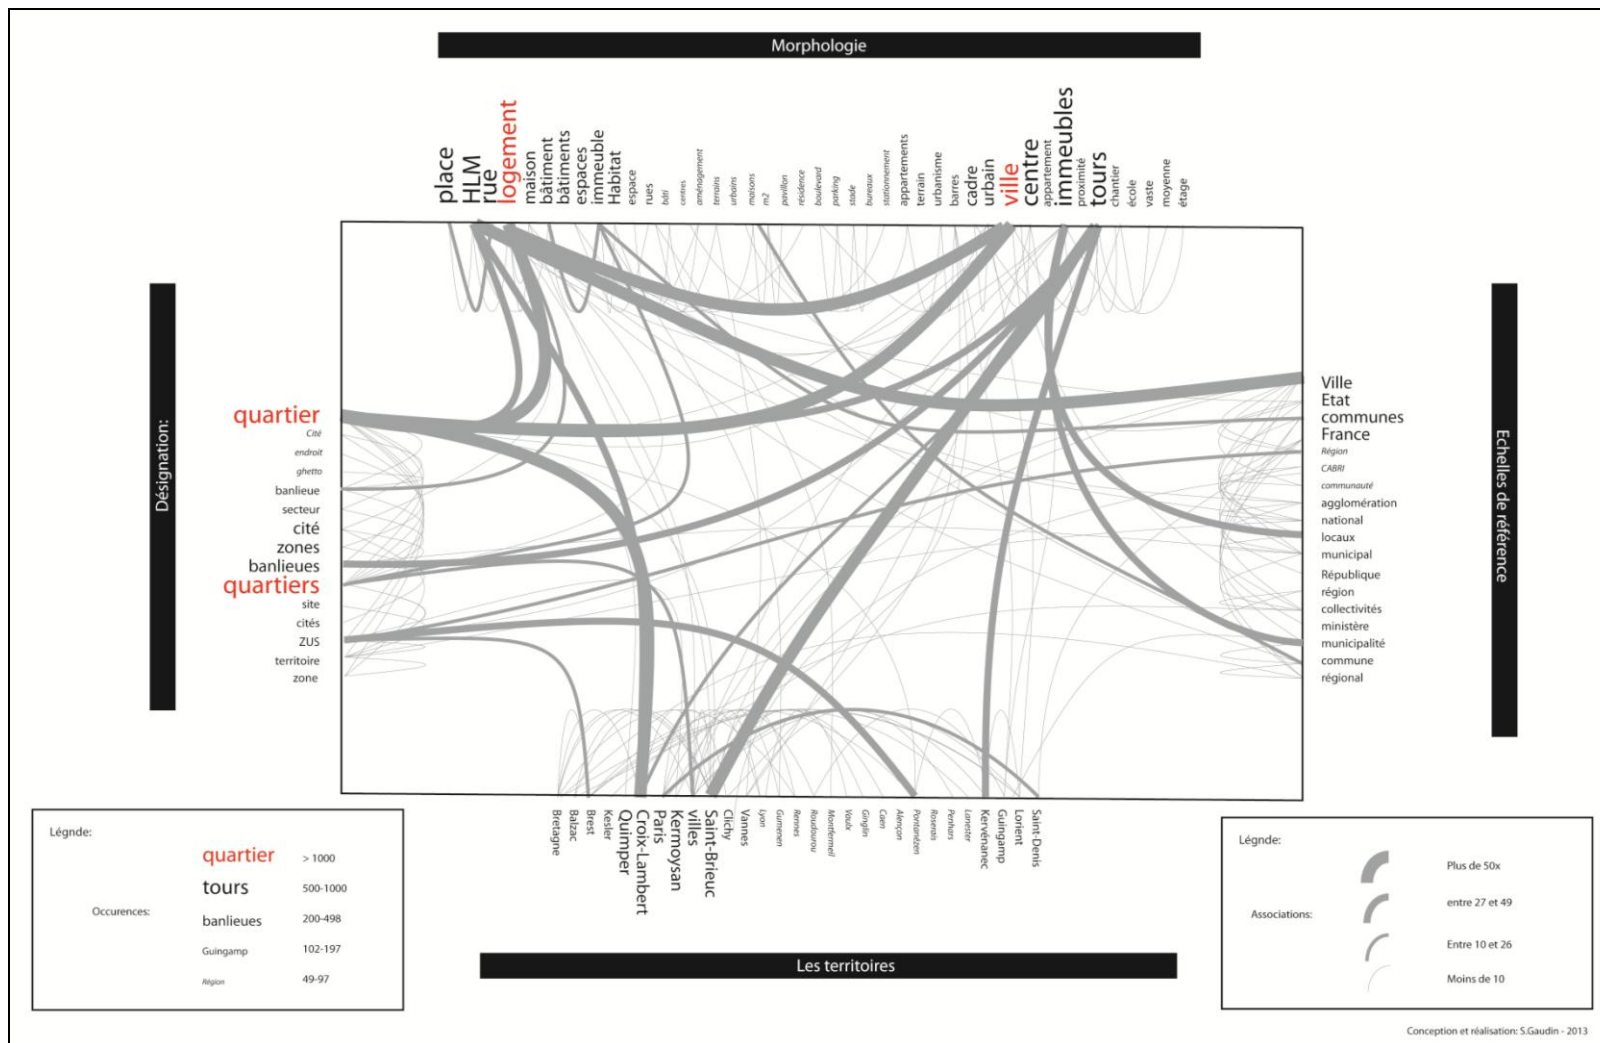 Morphologie
place
HLM
rue
logement
maison
bâtiment
bâtiments
espaces
immeuble
Habitat
espace
rues
bâti
centres
aménagement
terrains
urbains
maisons
m2
pavillon
résidence
boulevard
parking
stade
bureaux
stationnement
appartements
terrain
urbanisme
barres
cadre
urbain
ville
centre
appartement
immeubles
proximité
tours
chantier
école
vaste
moyenne
étage
Désignation:
quartier
Cité
endroit
ghetto
banlieue
secteur
cité
zones
banlieues
quartiers
site
cités
ZUS
territoire
zone
Ville
Etat
communes
France
Région
CABRI
communauté
agglomération
national
locaux
municipal
République
région
collectivités
ministère
municipalité
commune
régional
Echelles de référence
Bretagne
Balzac
Brest
Kesler
Quimper
Croix-Lambert
Paris
Kermoysan
villes
Saint-Brieuc
Clichy
Vannes
Lyon
Gumenen
Rennes
Roudourou
Montfermeil
Vaulx
Ginglin
Caen
Alençon
Pontanézen
Roserais
Penhars
Lanester
Kervénanec
Guingamp
Lorient
Saint-Denis
Les territoires
Légnde:
quartier > 1000
tours 500-1000
Occurences:
banlieues 200-498
Guingamp 102-197
Région 49-97
Légnde:
Plus de 50x
entre 27 et 49
Associations:
Entre 10 et 26
Moins de 10
Conception et réalisation: S.Gaudin - 2013